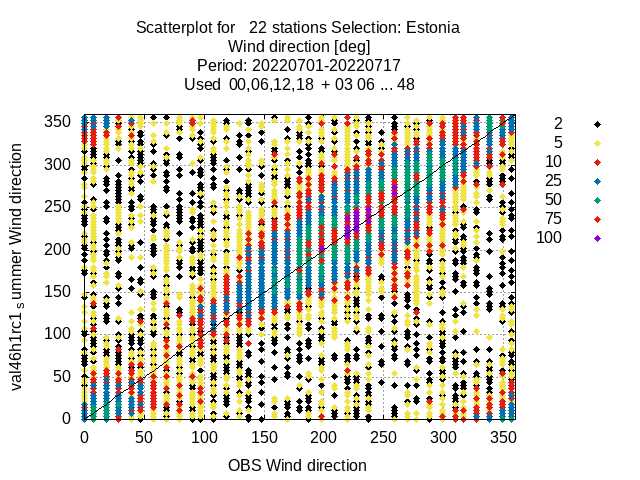 Scatterplot for 22 stations Selection: Estonia
Wind direction [deg]
Period: 20220701-20220717
Used 00,06,12,18 + 03 06 ... 48
val46h1rc1 s ummer Wind direction
350
300
250
200
150
100
50
0
0 50 100 150 200 250 300 350
OBS Wind direction
2
5
10
25
50
75
100